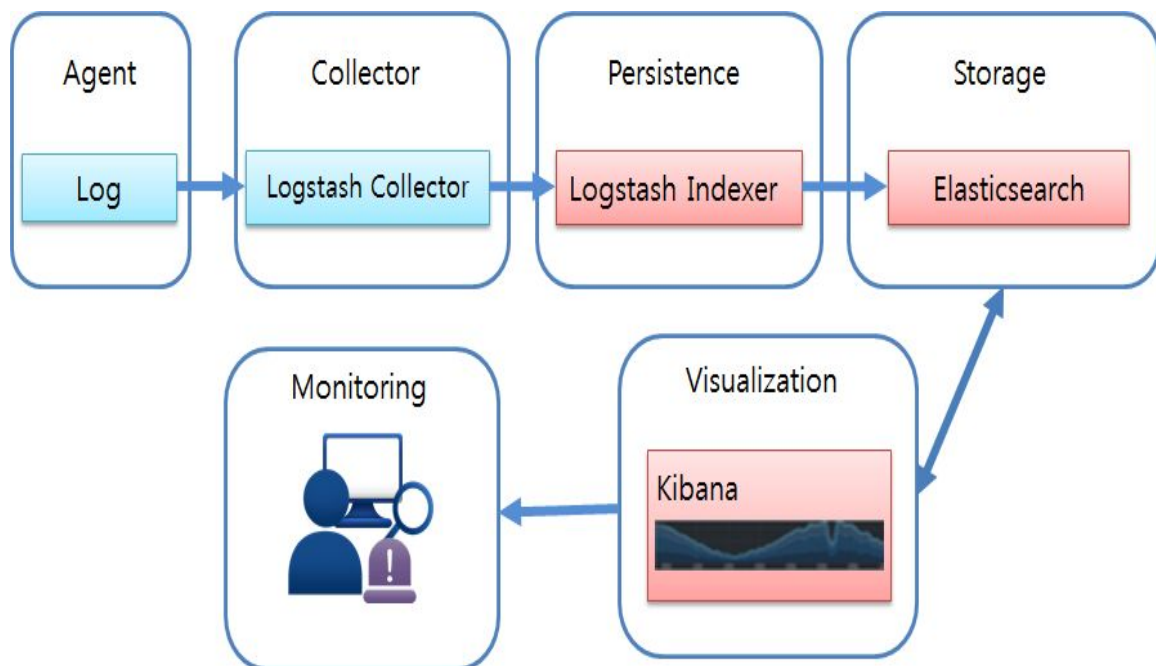 Agent
Collector
Persistence
Storage
Log
Logstash Collector
Logstash Indexer
Elasticsearch
Monitoring
Visualization
Kibana
!